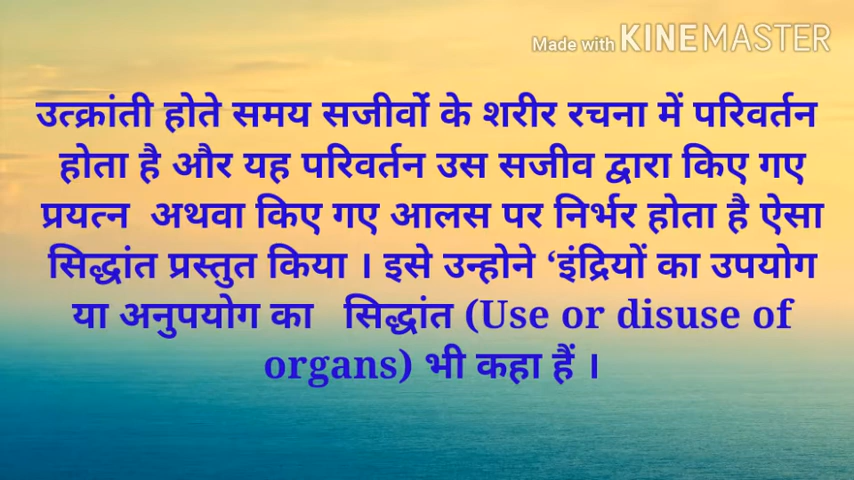 Made with KINEMASTER
उत्क्रांती होते समय सजीवों के शरीर रचना में परिवर्तन
होता है और यह परिवर्तन उस सजीव द्वारा किए गए
प्रयत्न अथवा किए गए आलस पर निर्भर होता है ऐसा
सिद्धांत प्रस्तुत किया । इसे उन्होने ‘इंद्रियों का उपयोग
या अनुपयोग का सिद्धांत (Use or disuse of
organs) भी कहा हैं ।